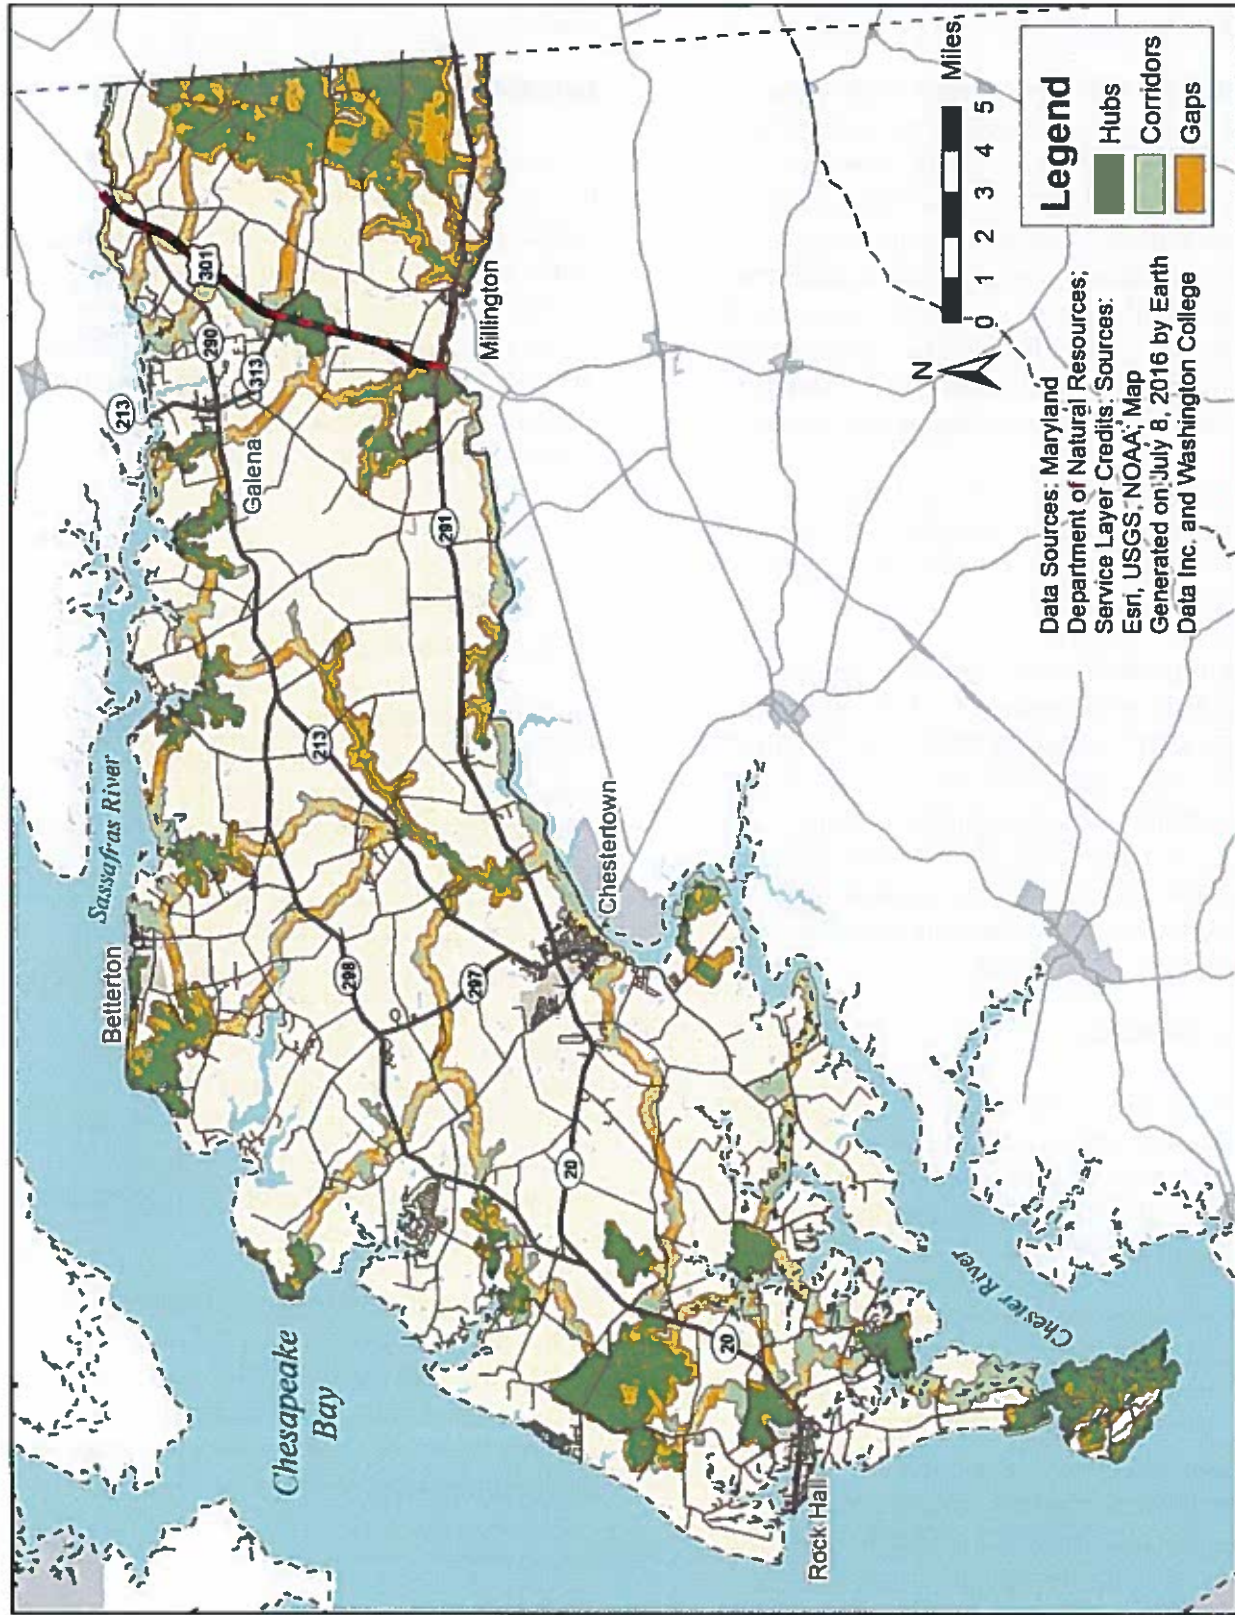 Chesapeake
Bay
Sassafras River
Chester River
Betterton
Galena
Millington
Chestertown
Rock Hall
213
290
301
313
291
213
298
297
20
20
N
0 1 2 3 4 5 Miles
Legend
Hubs
Corridors
Gaps
Data Sources: Maryland
Department of Natural Resources;
Service Layer Credits: Sources:
Esri, USGS, NOAA; Map
Generated on July 8, 2016 by Earth
Data Inc. and Washington College